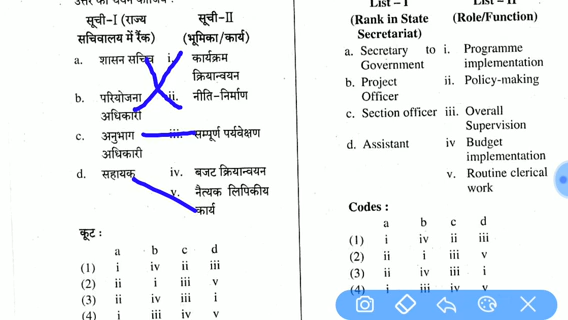 सूची-I (राज्य
सचिवालय में रैंक)
सूची-II
(भूमिका/कार्य)
a. शासन सचिव i. कार्यक्रम
क्रियान्वयन
b. परियोजना ii. नीति-निर्माण
अधिकारी
c. अनुभाग iii. सम्पूर्ण पर्यवेक्षण
अधिकारी
d. सहायक iv. बजट क्रियान्वयन
v. नैत्यक लिपिकीय
कार्य
कूट :
a b c d
(1) i iv ii iii
(2) ii i iii v
(3) ii iv iii i
(4) i iii iv v
List – I
(Rank in State
Secretariat)
List – II
(Role/Function)
a. Secretary to i. Programme
Government implementation
b. Project ii. Policy-making
Officer
c. Section officer iii. Overall
Supervision
d. Assistant iv Budget
implementation
v. Routine clerical
work
Codes :
a b c d
(1) i iv ii iii
(2) ii i iii v
(3) ii iv iii i
(4) i iii iv v